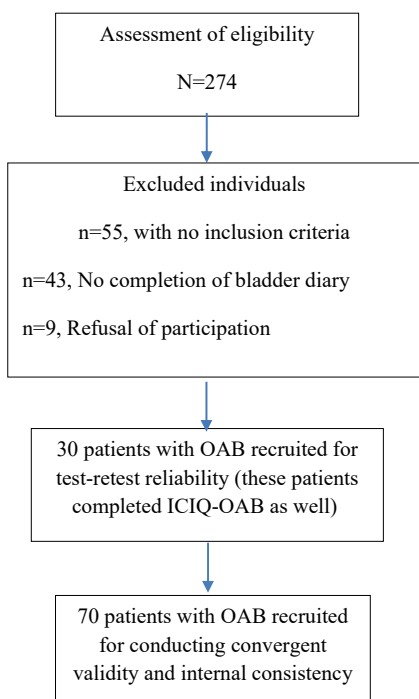 Assessment of eligibility
N=274
Excluded individuals
n=55, with no inclusion criteria
n=43, No completion of bladder diary
n=9, Refusal of participation
30 patients with OAB recruited for
test-retest reliability (these patients
completed ICIQ-OAB as well)
70 patients with OAB recruited
for conducting convergent
validity and internal consistency